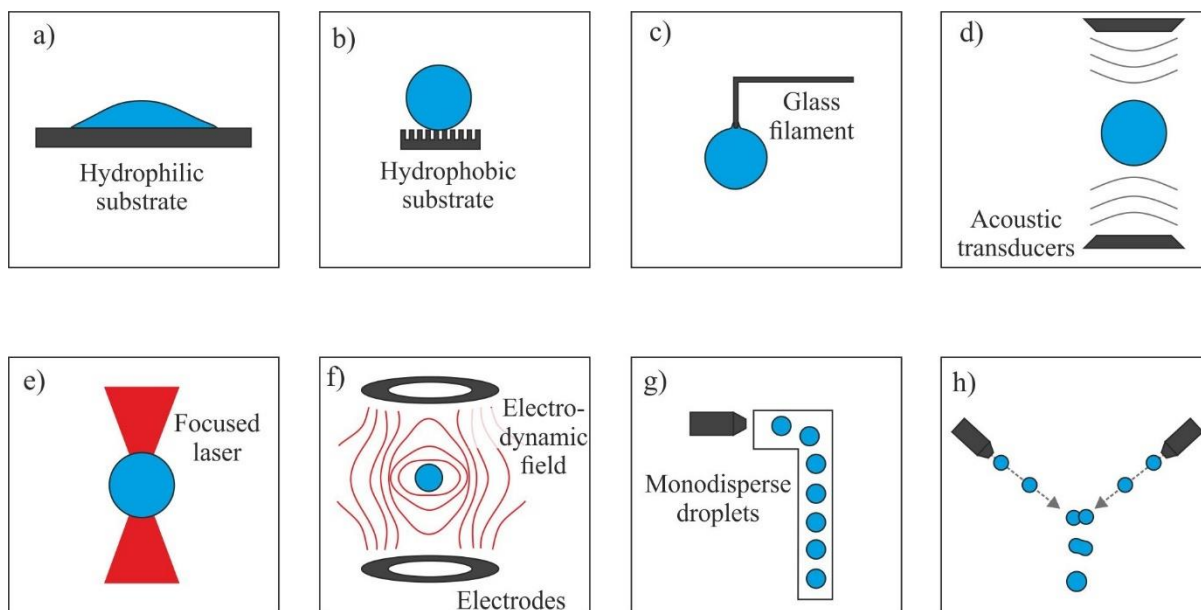 a)
Hydrophilic
substrate
b)
Hydrophobic
substrate
c)
Glass
filament
d)
Acoustic
transducers
e)
Focused
laser
f)
Electro-
dynamic
field
Electrodes
g)
Monodisperse
droplets
h)